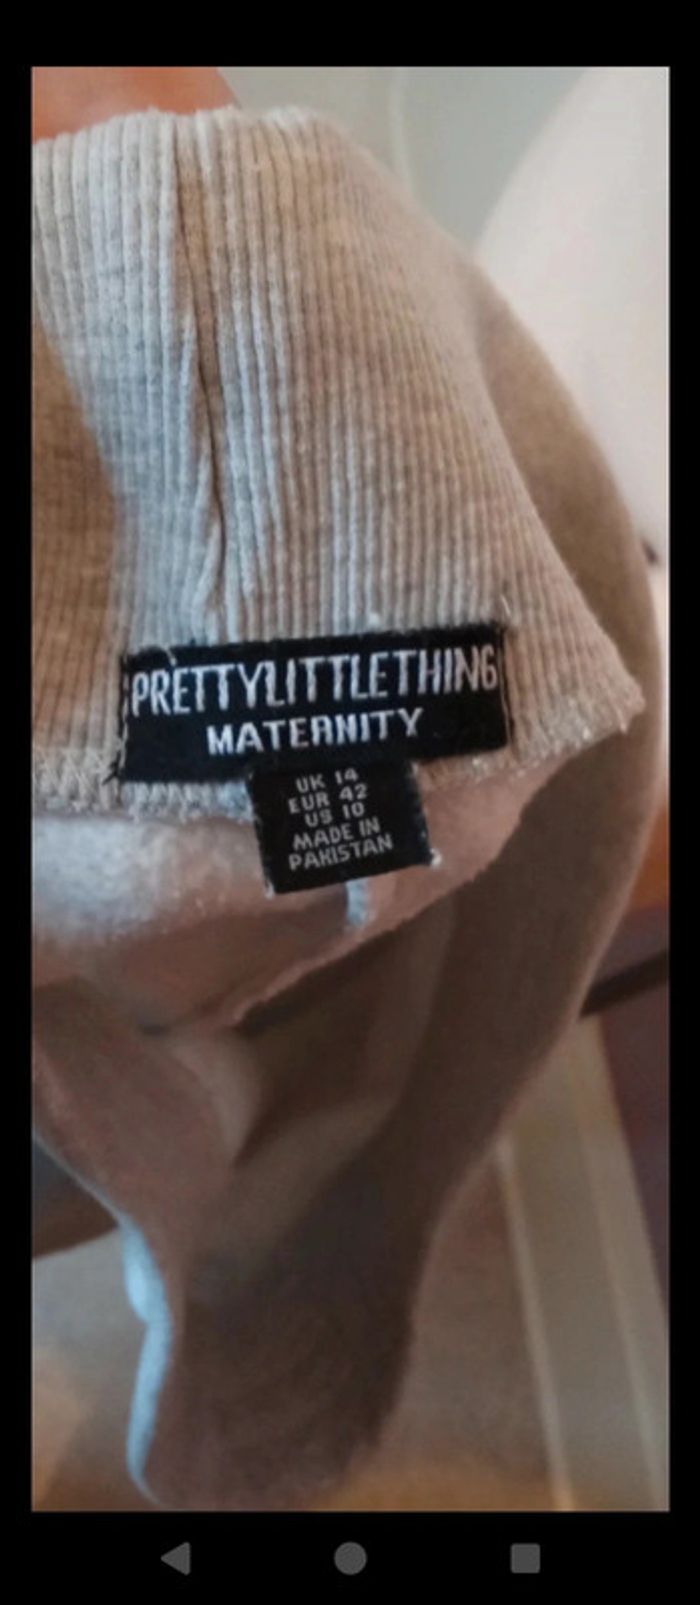 PRETTYLITTLETHING
MATERNITY
UK 14
EUR 42
US 10
MADE IN
PAKISTAN